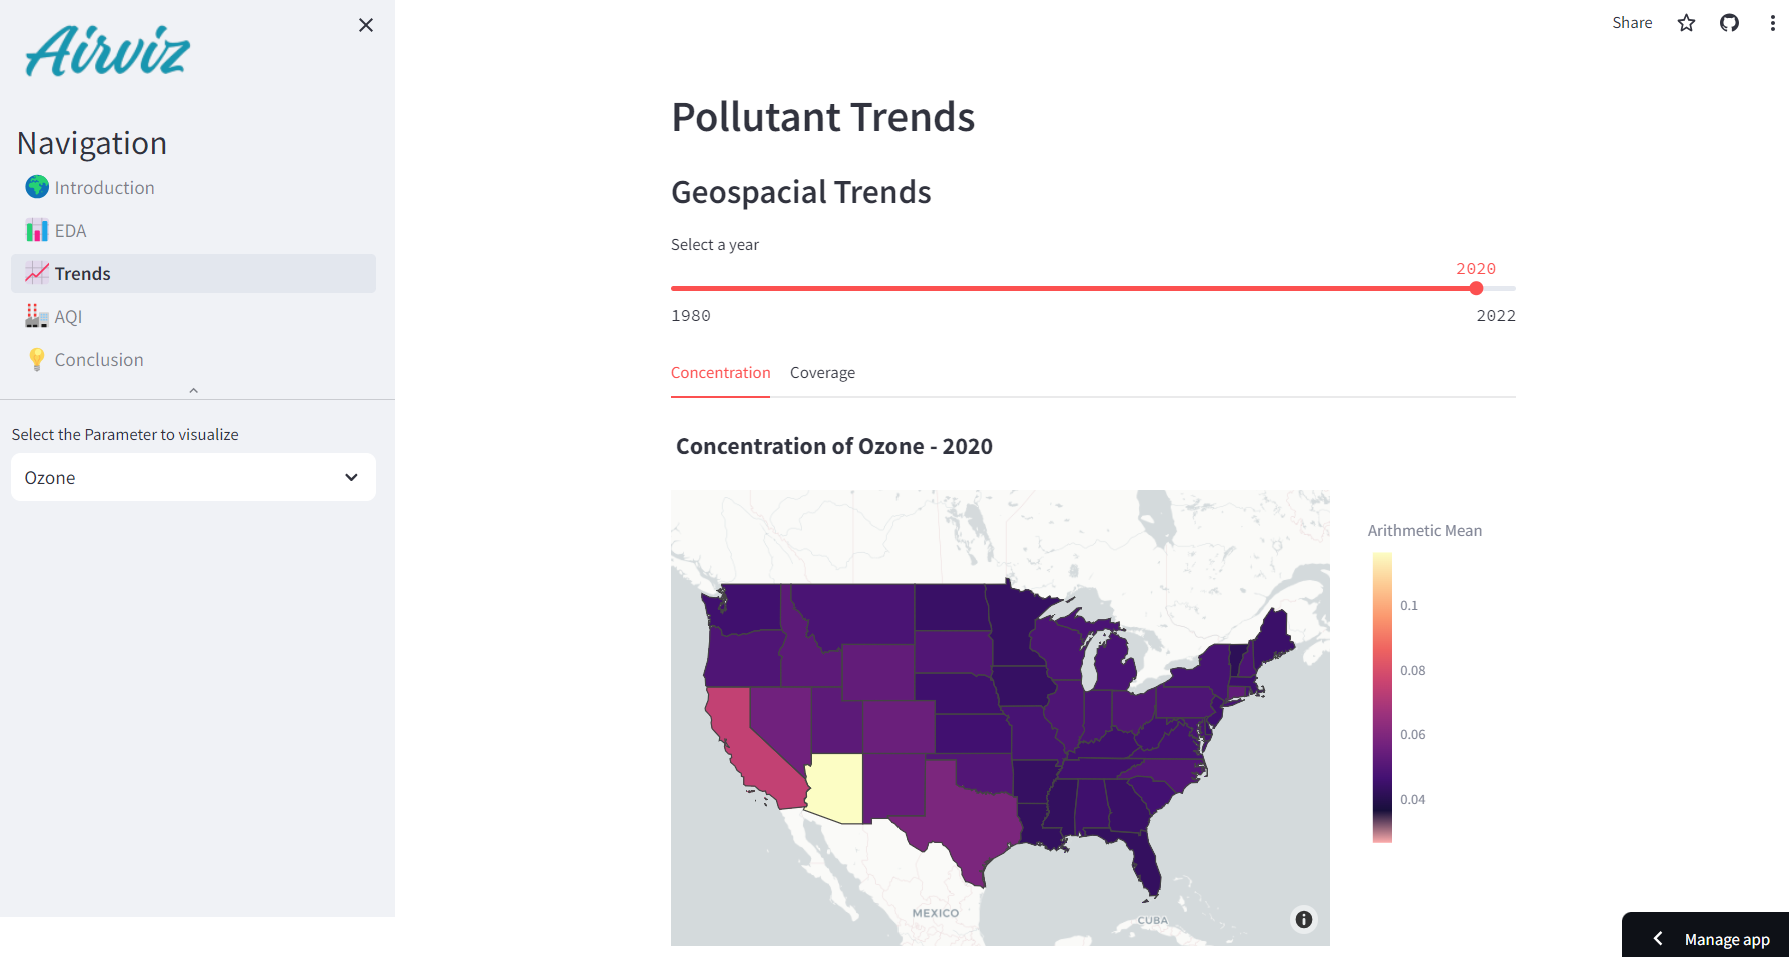 Airviz
Navigation
Introduction
EDA
Trends
AQI
Conclusion
Select the Parameter to visualize
Ozone
Share
Pollutant Trends
Geospacial Trends
Select a year
2020
1980
2022
Concentration
Coverage
Concentration of Ozone - 2020
Arithmetic Mean
0.1
0.08
0.06
0.04
MEXICO
CUBA
Manage app